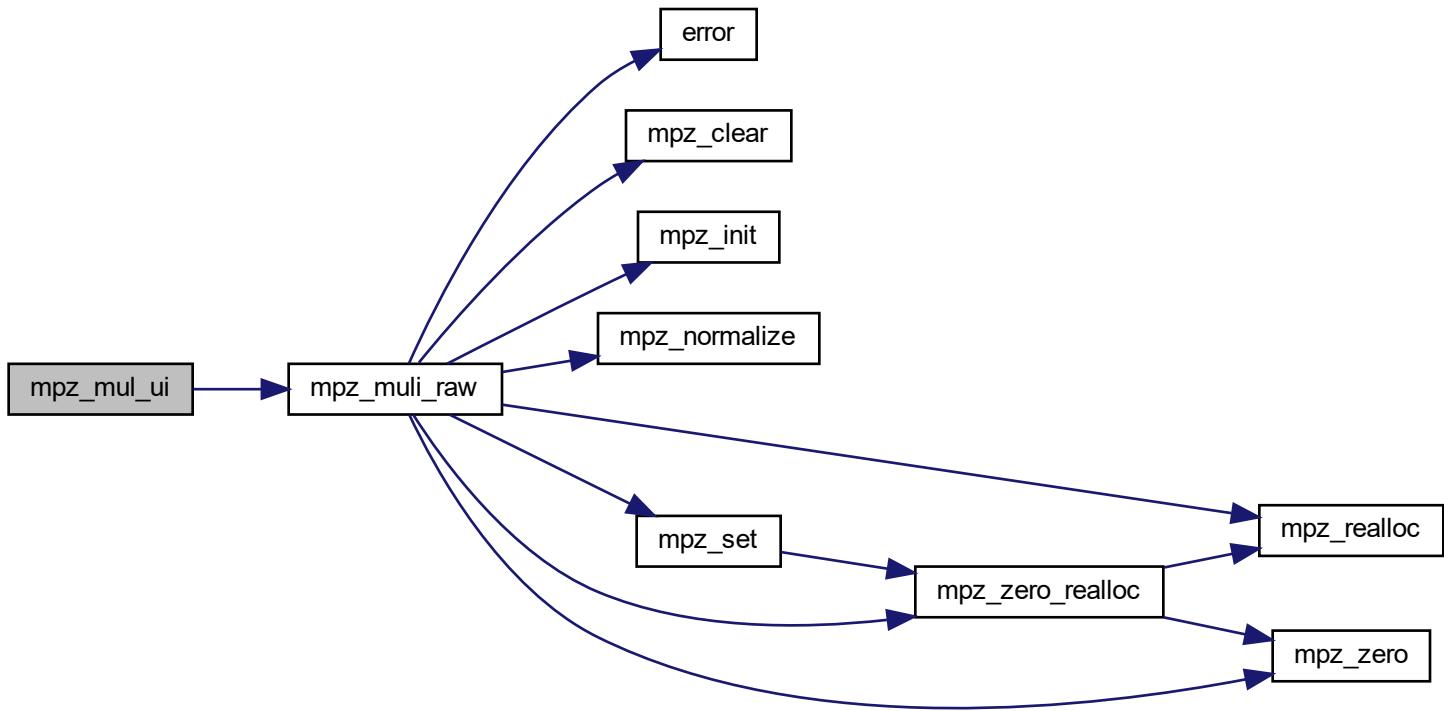 error
mpz_clear
mpz_init
mpz_normalize
mpz_mul_ui
mpz_muli_raw
mpz_realloc
mpz_set
mpz_zero_realloc
mpz_zero